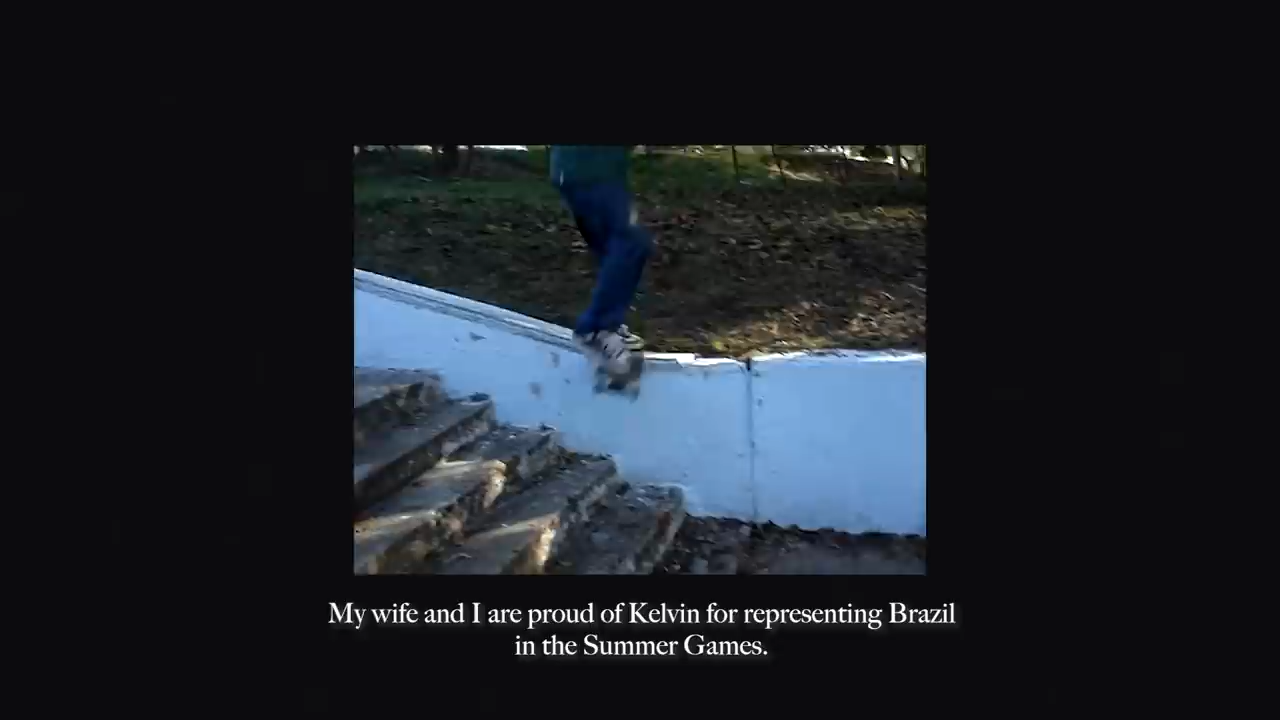 My wife and I are proud of Kelvin for representing Brazil
in the Summer Games.